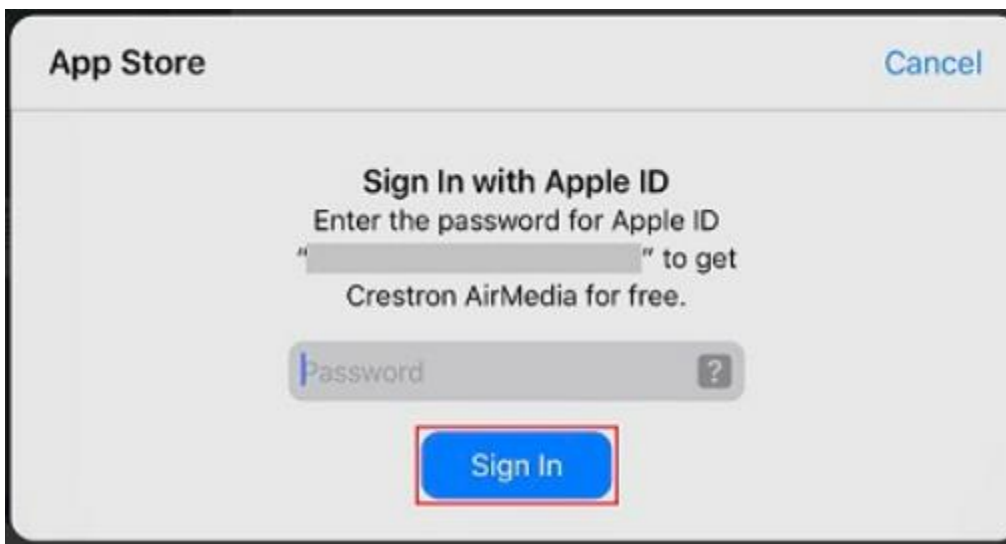 App Store
Cancel
Sign In with Apple ID
Enter the password for Apple ID
“ ” to get
Crestron AirMedia for free.
Password
?
Sign In